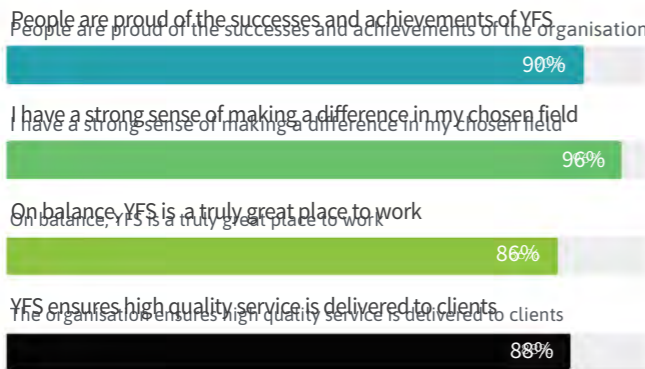 People are proud of the successes and achievements of YFS
People are proud of the successes and achievements of the organisation
90%
I have a strong sense of making a difference in my chosen field
I have a strong sense of making a difference in my chosen field
96%
On balance, YFS is a truly great place to work
On balance, YFS is a truly great place to work
86%
YFS ensures high quality service is delivered to clients
The organisation ensures high quality service is delivered to clients
88%